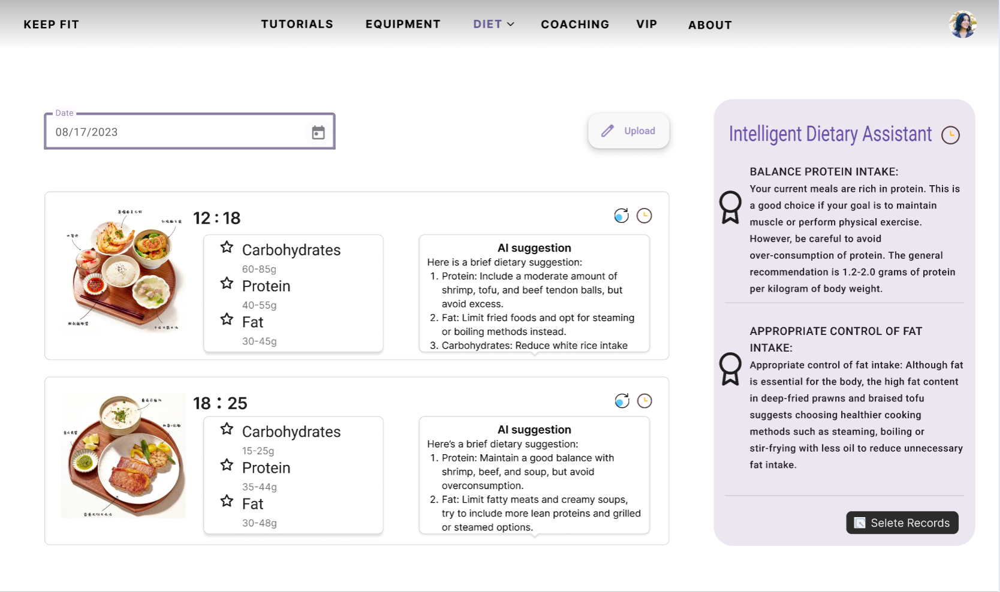 KEEP FIT
TUTORIALS
EQUIPMENT
DIET
COACHING
VIP
ABOUT
Date
08/17/2023
Upload
12 : 18
Carbohydrates
60-85g
Protein
40-55g
Fat
30-45g
AI suggestion
Here is a brief dietary suggestion:
1. Protein: Include a moderate amount of
shrimp, tofu, and beef tendon balls, but
avoid excess.
2. Fat: Limit fried foods and opt for steaming
or boiling methods instead.
3. Carbohydrates: Reduce white rice intake
18 : 25
Carbohydrates
15-25g
Protein
35-44g
Fat
30-48g
AI suggestion
Here's a brief dietary suggestion:
1. Protein: Maintain a good balance with
shrimp, beef, and soup, but avoid
overconsumption.
2. Fat: Limit fatty meats and creamy soups,
try to include more lean proteins and grilled
or steamed options.
Intelligent Dietary Assistant
BALANCE PROTEIN INTAKE:
Your current meals are rich in protein. This is
a good choice if your goal is to maintain
muscle or perform physical exercise.
However, be careful to avoid
over-consumption of protein. The general
recommendation is 1.2-2.0 grams of protein
per kilogram of body weight.
APPROPRIATE CONTROL OF FAT
INTAKE:
Appropriate control of fat intake: Although fat
is essential for the body, the high fat content
in deep-fried prawns and braised tofu
suggests choosing healthier cooking
methods such as steaming, boiling or
stir-frying with less oil to reduce unnecessary
fat intake.
Selete Records